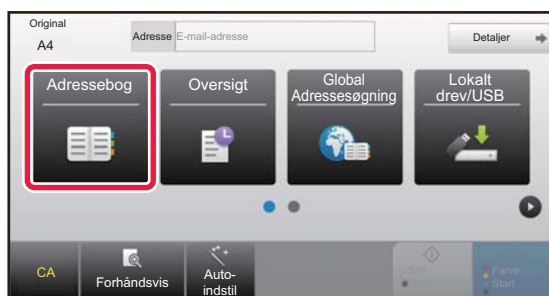 Original
A4
Adresse E-mail-adresse
Detaljer
Adressebog
Oversigt
Global
Adressesøgning
Lokalt
drev/USB
CA
Forhåndsvis
Auto-
indstil
Farve
Start